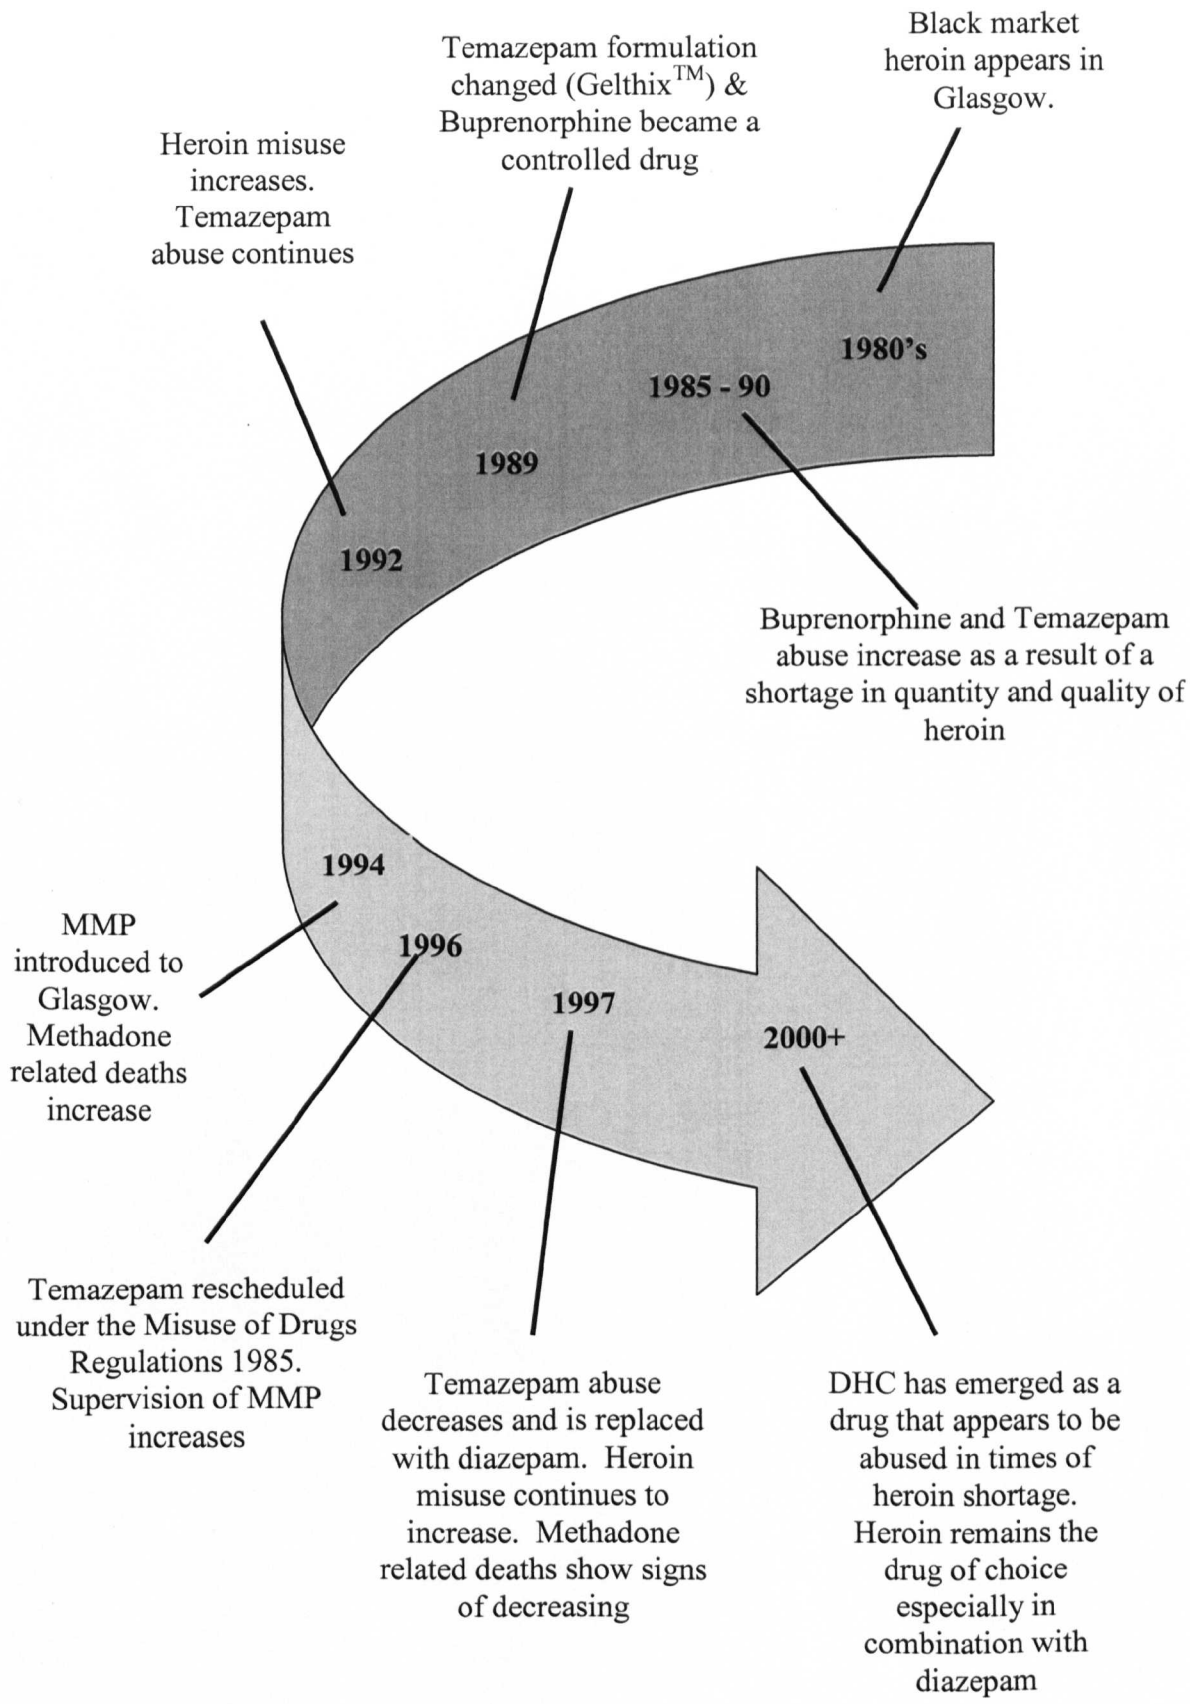 Black market
heroin appears in
Glasgow.
Temazepam formulation
changed (Gelthix™) &
Buprenorphine became a
controlled drug
Heroin misuse
increases.
Temazepam
abuse continues
1980's
1985 - 90
1989
1992
Buprenorphine and Temazepam
abuse increase as a result of a
shortage in quantity and quality of
heroin
1994
1996
1997
2000+
MMP
introduced to
Glasgow.
Methadone
related deaths
increase
Temazepam rescheduled
under the Misuse of Drugs
Regulations 1985.
Supervision of MMP
increases
Temazepam abuse
decreases and is replaced
with diazepam. Heroin
misuse continues to
increase. Methadone
related deaths show signs
of decreasing
DHC has emerged as a
drug that appears to be
abused in times of
heroin shortage.
Heroin remains the
drug of choice
especially in
combination with
diazepam